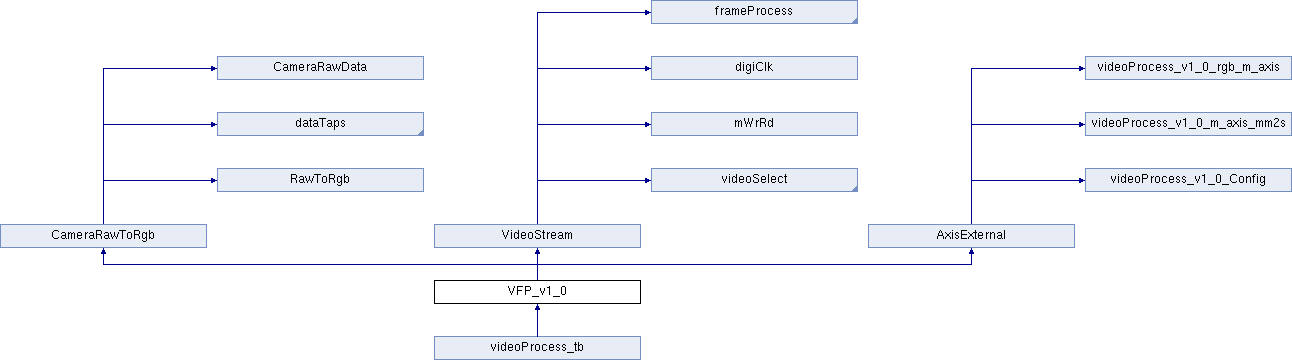 frameProcess
CameraRawData
digiClk
videoProcess_v1_0_rgb_m_axis
dataTaps
mWrRd
videoProcess_v1_0_m_axis_mm2s
RawToRgb
videoSelect
videoProcess_v1_0_Config
CameraRawToRgb
VideoStream
AxisExternal
VFP_v1_0
videoProcess_tb